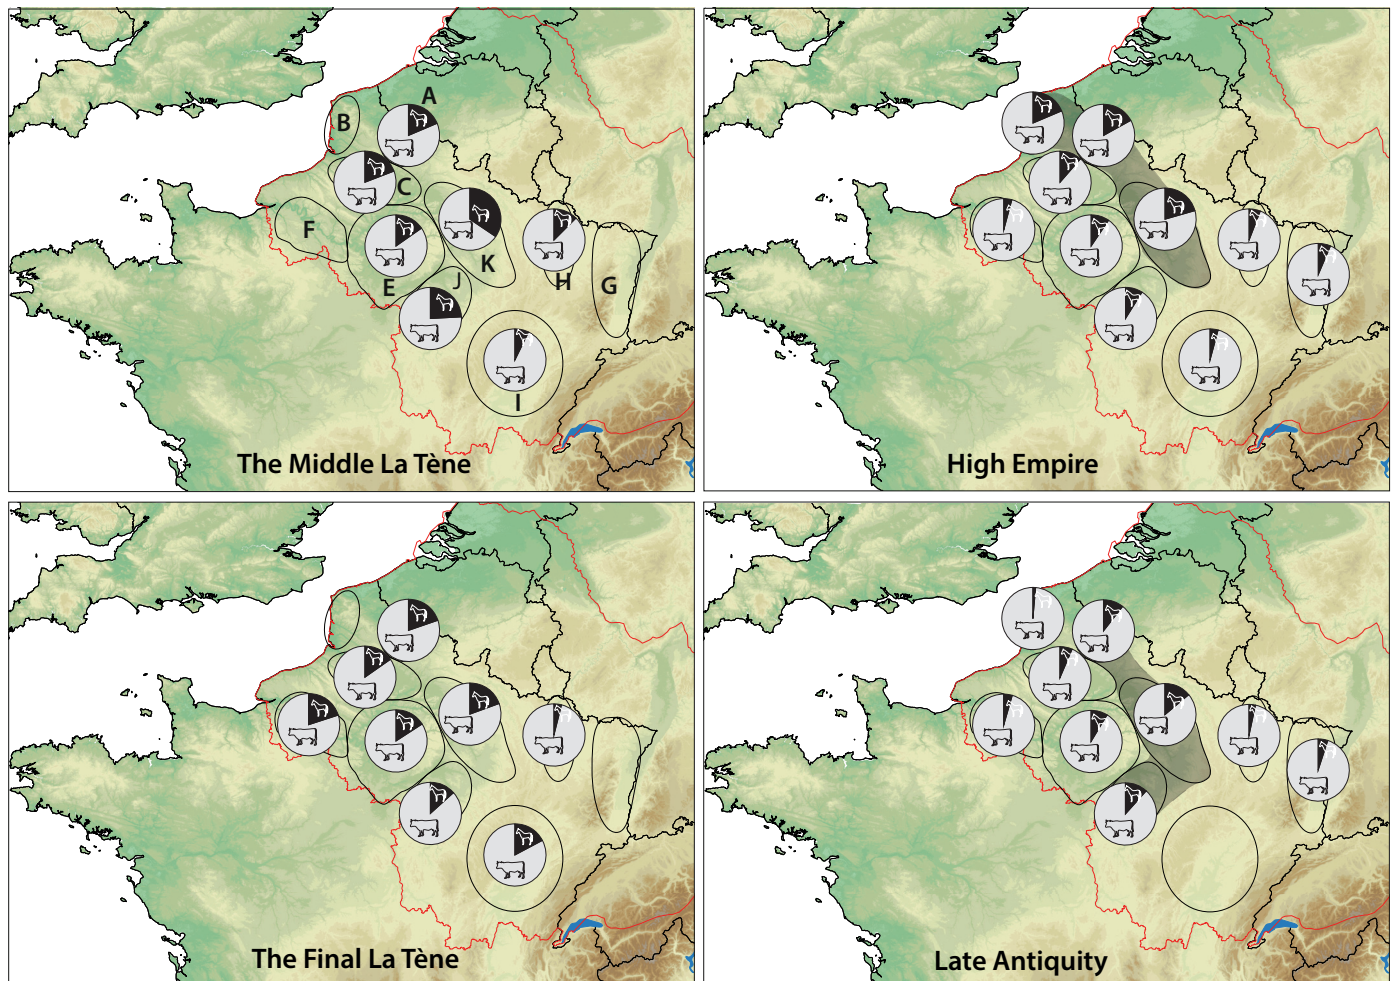 A
B
C
F
K
E
J
H
G
I
The Middle La Tène
High Empire
The Final La Tène
Late Antiquity